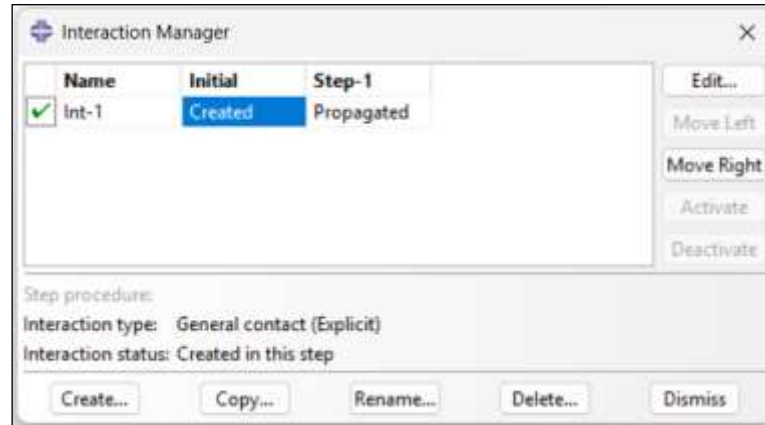 Interaction Manager
Name Initial Step-1 Edit...
Int-1 Created Propagated Move Left
Move Right
Activate
Deactivate
Step procedure:
Interaction type: General contact (Explicit)
Interaction status: Created in this step
Create... Copy... Rename... Delete... Dismiss